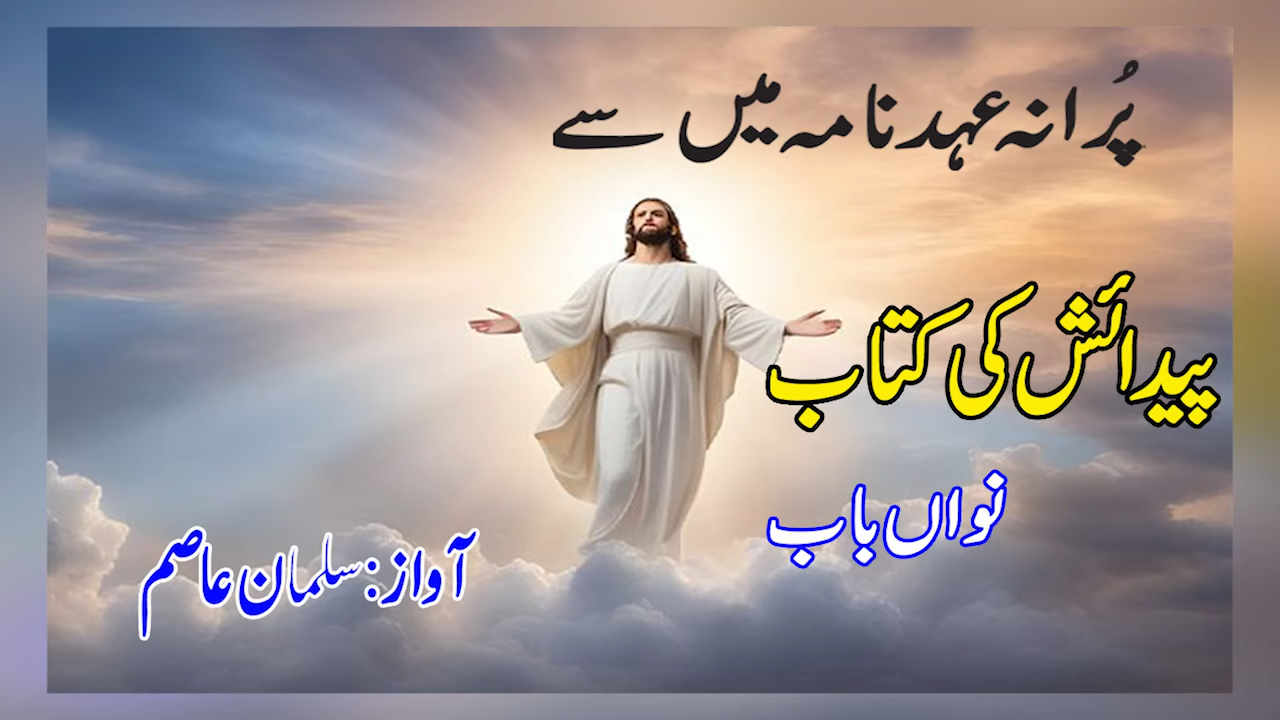 پُرانہ عہد نامہ میں سے
پیدائش کی کتاب
نواں باب
آواز: سلمان عاصم